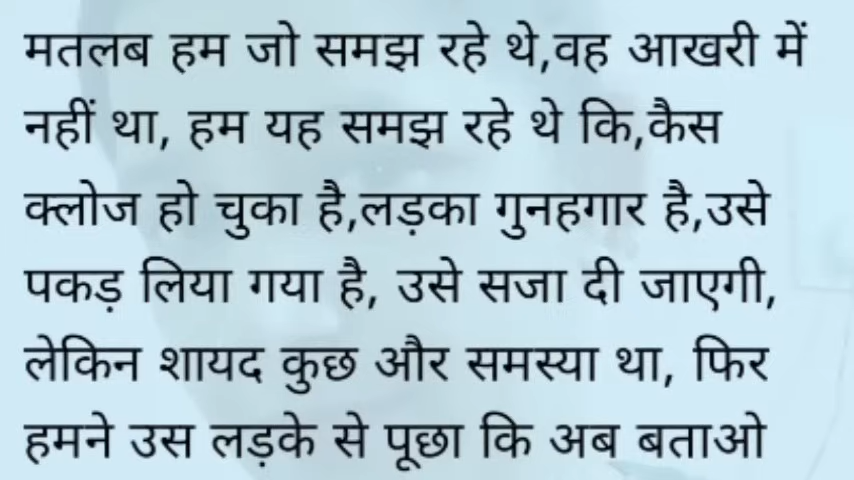 मतलब हम जो समझ रहे थे,वह आखरी में
नहीं था, हम यह समझ रहे थे कि,कैस
क्लोज हो चुका है,लड़का गुनहगार है,उसे
पकड़ लिया गया है, उसे सजा दी जाएगी,
लेकिन शायद कुछ और समस्या था, फिर
हमने उस लड़के से पूछा कि अब बताओ